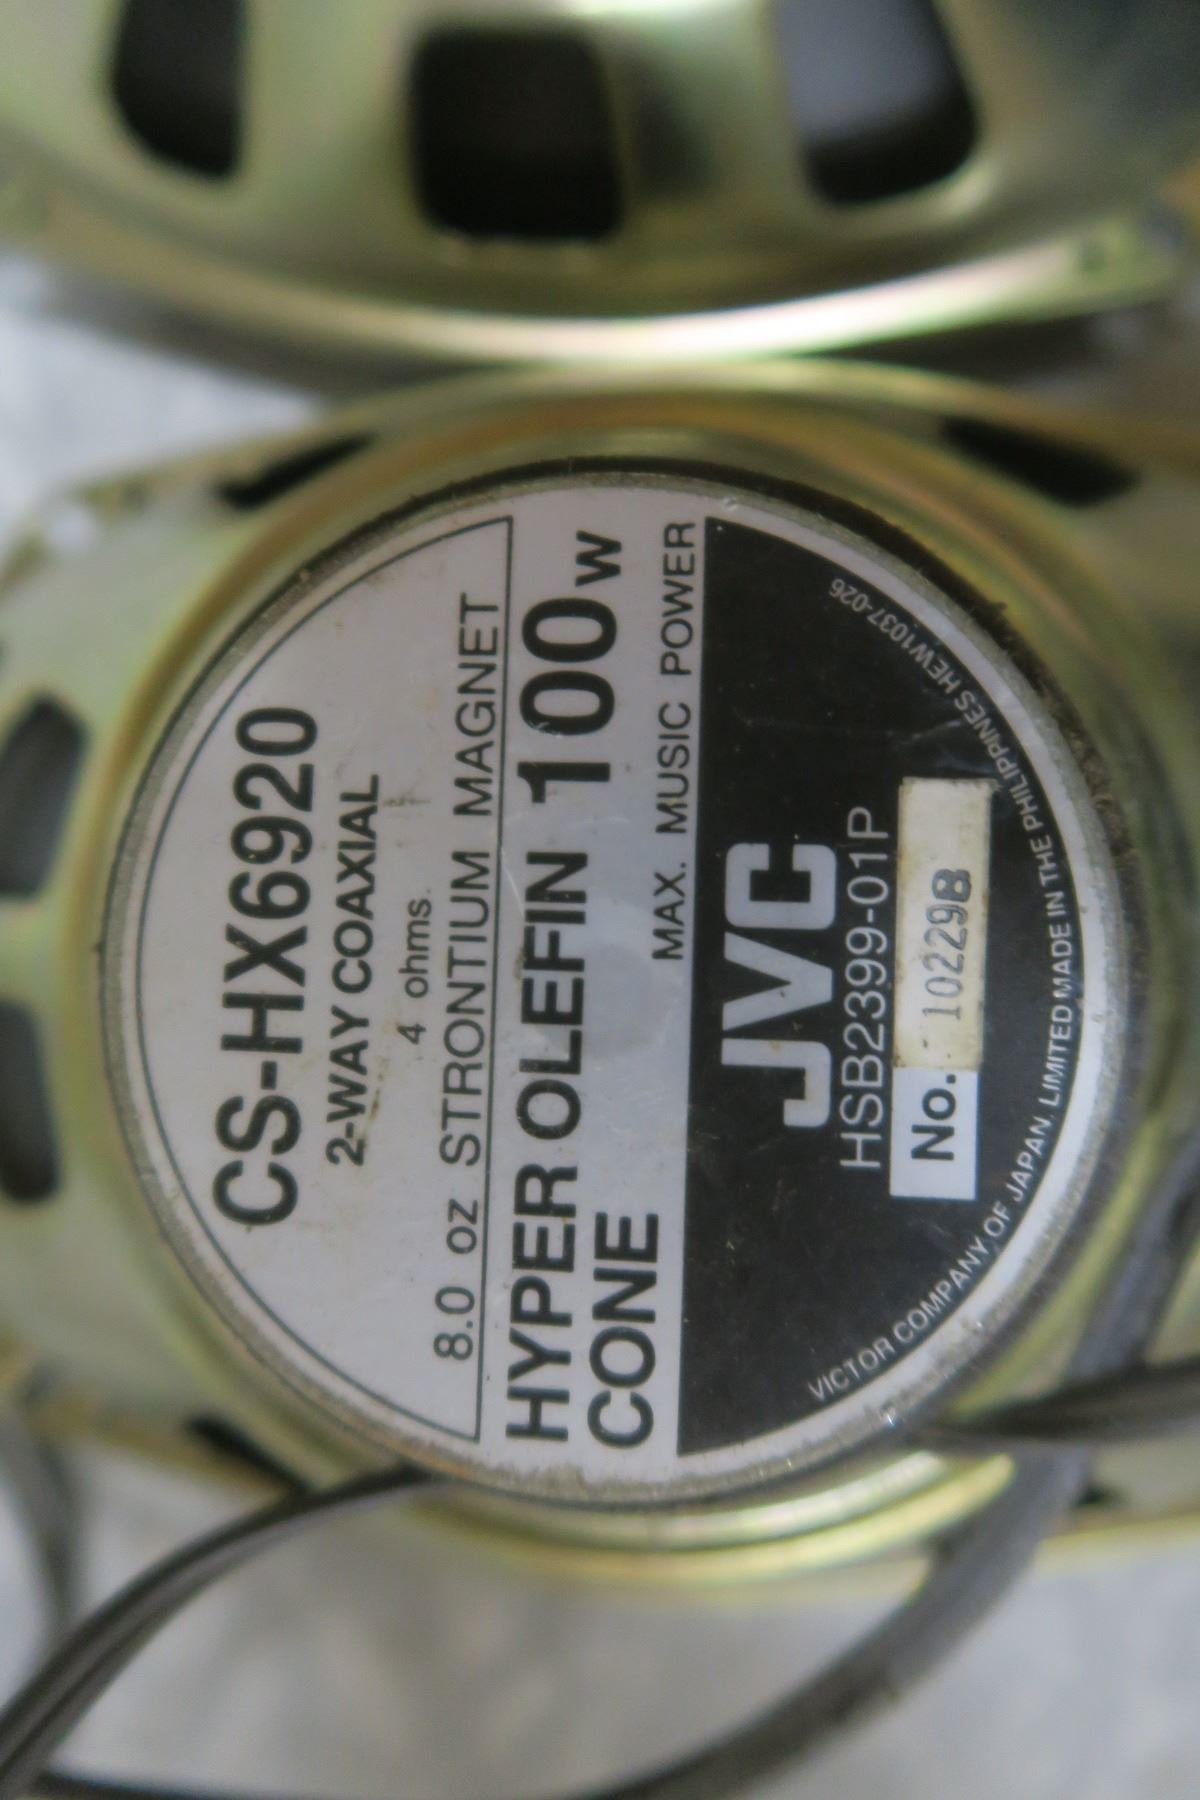 CS-HX6920
2-WAY COAXIAL
4 ohms.
8.0 oz STRONTIUM MAGNET
HYPER OLEFIN 100W
CONE
MAX. MUSIC POWER
JVC
HSB2399-01P
No. 10229B
VICTOR COMPANY OF JAPAN, LIMITED MADE IN THE PHILIPPINES HEW1037-026